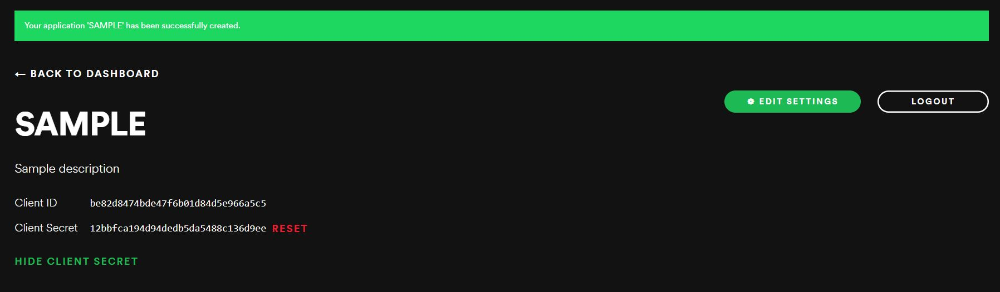 Your application 'SAMPLE' has been successfully created.
← BACK TO DASHBOARD
EDIT SETTINGS
LOGOUT
SAMPLE
Sample description
Client ID be82d8474bde47f6b01d84d5e966a5c5
Client Secret 12bbfca194d94dedb5da5488c136d9ee RESET
HIDE CLIENT SECRET